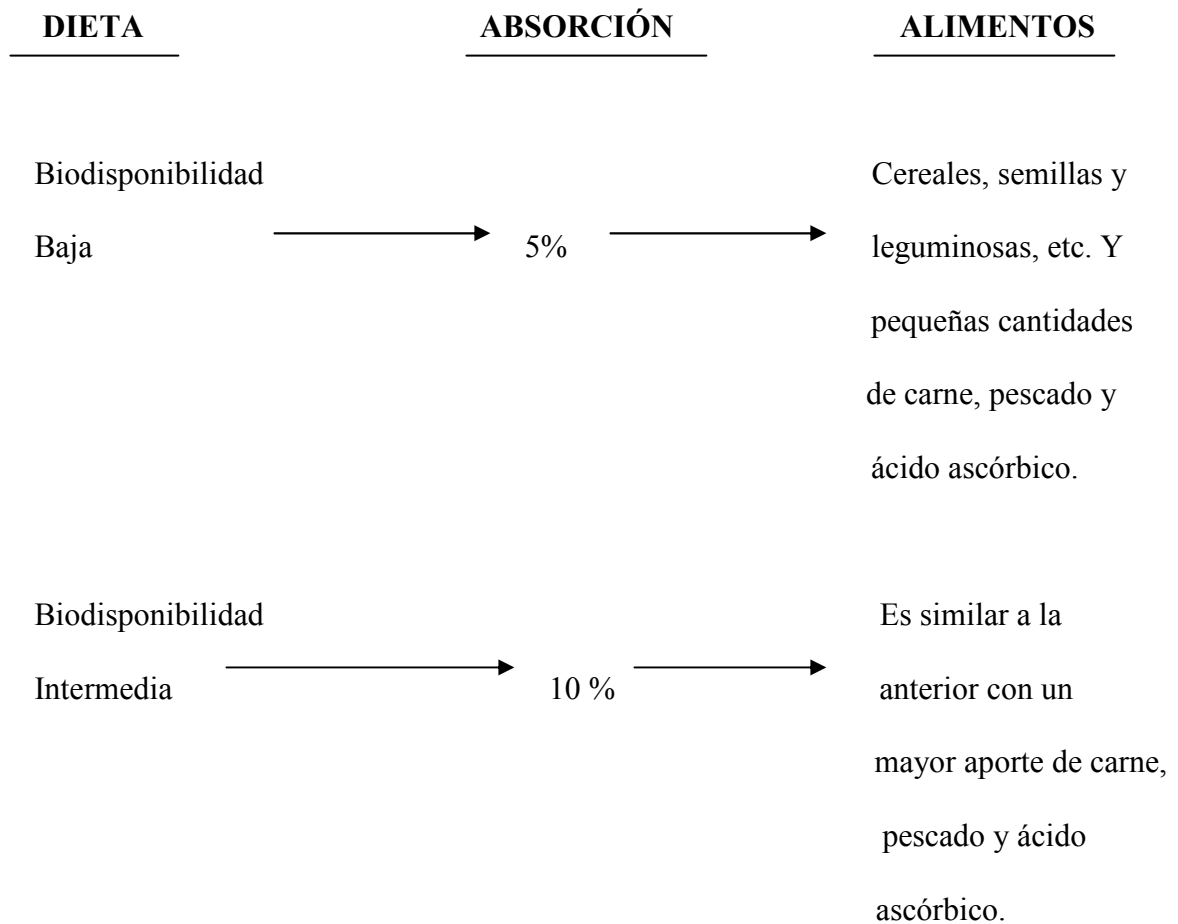 DIETA ABSORCIÓN ALIMENTOS
Biodisponibilidad Cereales, semillas y
Baja 5% leguminosas, etc. Y
pequeñas cantidades
de carne, pescado y
ácido ascórbico.
Biodisponibilidad Es similar a la
Intermedia 10 % anterior con un
mayor aporte de carne,
pescado y ácido
ascórbico.